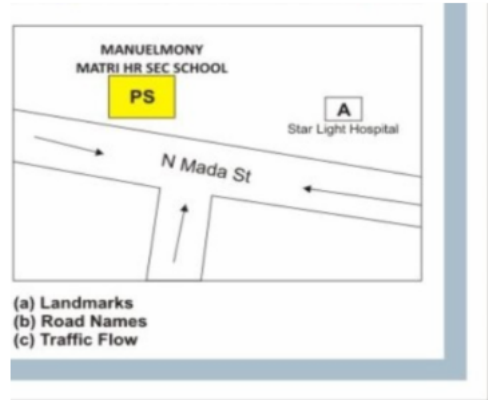 MANUELMONY
MATRI HR SEC SCHOOL
PS
A
Star Light Hospital
N Mada St
(a) Landmarks
(b) Road Names
(c) Traffic Flow